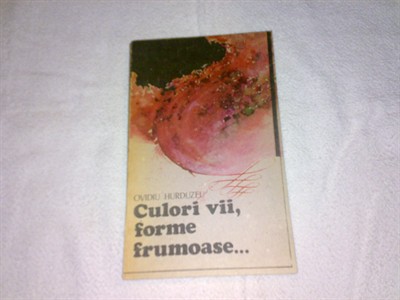 OVIDIU HURDUZEU
Culori vii,
forme
frumoase...